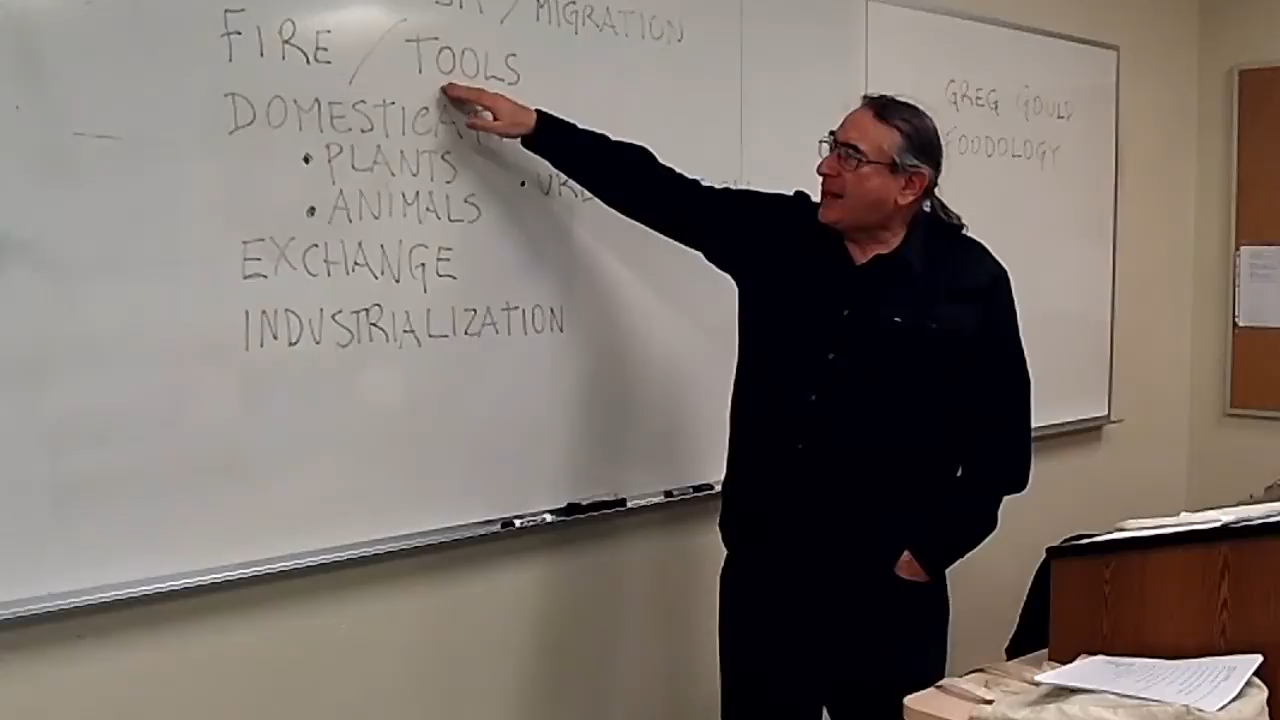 / MIGRATION
FIRE / TOOLS
DOMESTICA
• PLANTS
• ANIMALS
EXCHANGE
INDUSTRIALIZATION
GREG GOULD
FOODOLOGY